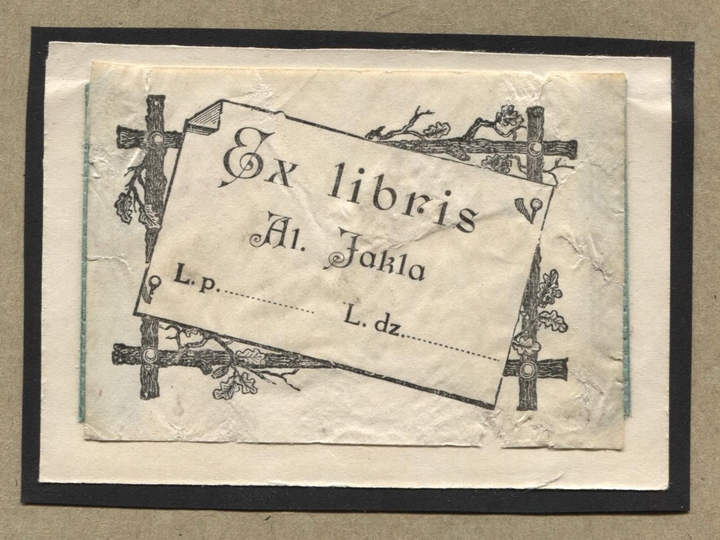 Ex libris
Al. Jakla
L. p.................
L. dz.................